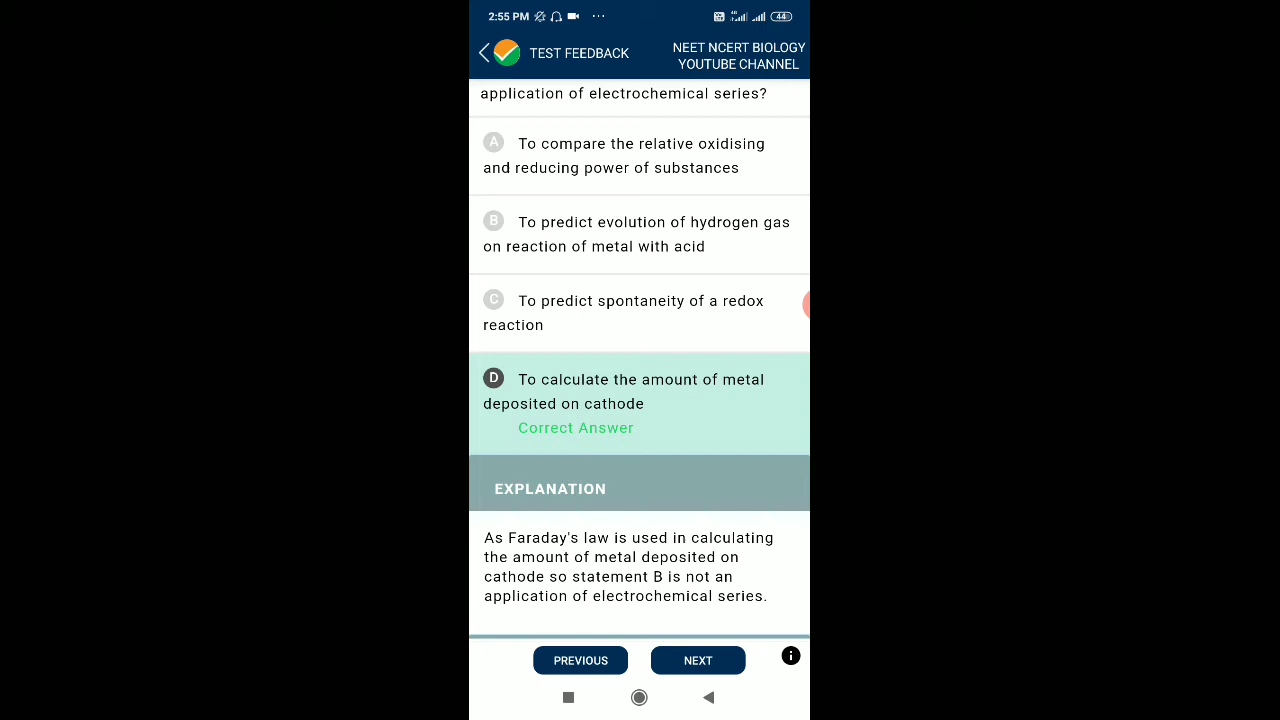 2:55 PM ...
4G 44
TEST FEEDBACK
NEET NCERT BIOLOGY
YOUTUBE CHANNEL
application of electrochemical series?
A To compare the relative oxidising
and reducing power of substances
B To predict evolution of hydrogen gas
on reaction of metal with acid
C To predict spontaneity of a redox
reaction
D To calculate the amount of metal
deposited on cathode
Correct Answer
EXPLANATION
As Faraday's law is used in calculating
the amount of metal deposited on
cathode so statement B is not an
application of electrochemical series.
PREVIOUS
NEXT
i